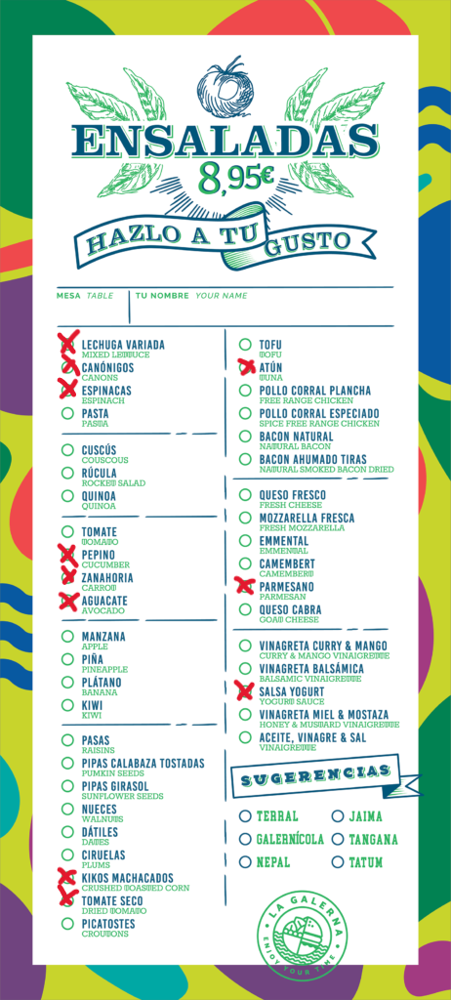 ENSALADAS
8,95€
HAZLO A TU GUSTO
MESA TABLE
TU NOMBRE YOUR NAME
LECHUGA VARIADA
MIXED LETTUCE
CANÓNIGOS
CANONS
ESPINACAS
ESPINACH
PASTA
PASTA
CUSCÚS
COUSCOUS
RÚCULA
ROCKET SALAD
QUINOA
QUINOA
TOMATE
TOMATO
PEPINO
CUCUMBER
ZANAHORIA
CARROT
AGUACATE
AVOCADO
MANZANA
APPLE
PIÑA
PINEAPPLE
PLÁTANO
BANANA
KIWI
KIWI
PASAS
RAISINS
PIPAS CALABAZA TOSTADAS
PUMKIN SEEDS
PIPAS GIRASOL
SUNFLOWER SEEDS
NUECES
WALNUTS
DÁTILES
DATES
CIRUELAS
PLUMS
KIKOS MACHACADOS
CRUSHED TOASTED CORN
TOMATE SECO
DRIED TOMATO
PICATOSTES
CROUTONS
TOFU
TOFU
ATÚN
TUNA
POLLO CORRAL PLANCHA
FREE RANGE CHICKEN
POLLO CORRAL ESPECIADO
SPICE FREE RANGE CHICKEN
BACON NATURAL
NATURAL BACON
BACON AHUMADO TIRAS
NATURAL SMOKED BACON DRIED
QUESO FRESCO
FRESH CHEESE
MOZZARELLA FRESCA
FRESH MOZZARELLA
EMMENTAL
EMMENTAL
CAMEMBERT
CAMEMBERT
PARMESANO
PARMESAN
QUESO CABRA
GOAT CHEESE
VINAGRETA CURRY & MANGO
CURRY & MANGO VINAIGRETTE
VINAGRETA BALSÁMICA
BALSAMIC VINAIGRETTE
SALSA YOGURT
YOGURT SAUCE
VINAGRETA MIEL & MOSTAZA
HONEY & MUSTARD VINAIGRETTE
ACEITE, VINAGRE & SAL
VINAIGRETTE
SUGERENCIAS
TERRAL
JAIMA
GALERNÍCOLA
TANGANA
NEPAL
TATUM
LA GALERNA
ENJOY YOUR TIME